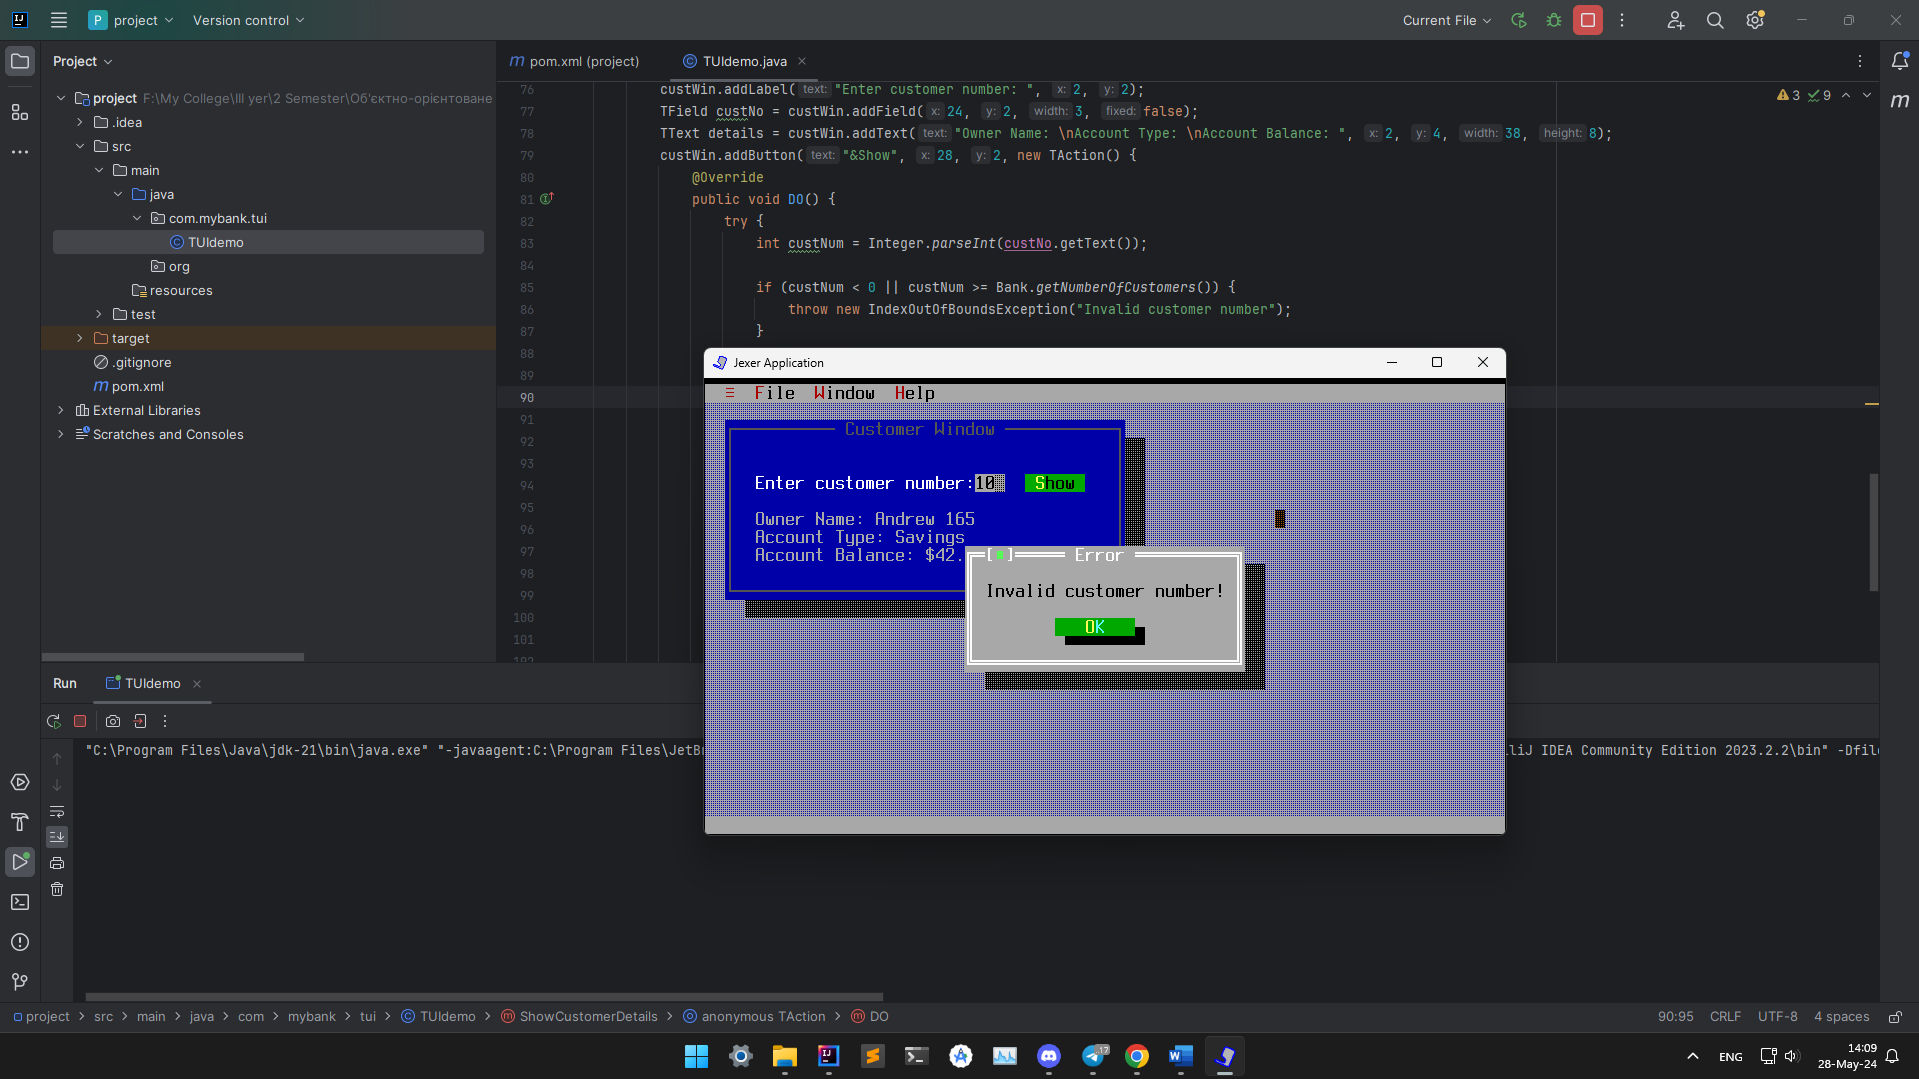 project
Version control
Current File
Project
pom.xml (project)
TUIdemo.java
project F:\My College\III yer\2 Semester\Об'єктно-орієнтоване
.idea
src
main
java
com.mybank.tui
TUIdemo
org
resources
test
target
.gitignore
pom.xml
External Libraries
Scratches and Consoles
3 9
76 custWin.addLabel( text: "Enter customer number: ", x: 2, y: 2);
77 TField custNo = custWin.addField( x: 24, y: 2, width: 3, fixed: false);
78 TText details = custWin.addText( text: "Owner Name: \nAccount Type: \nAccount Balance: ", x: 2, y: 4, width: 38, height: 8);
79 custWin.addButton( text: "&Show", x: 28, y: 2, new TAction() {
80 @Override
81 public void DO() {
82 try {
83 int custNum = Integer.parseInt(custNo.getText());
84
85 if (custNum < 0 || custNum >= Bank.getNumberOfCustomers()) {
86 throw new IndexOutOfBoundsException("Invalid customer number");
87 }
88
89
90
91
92
93
94
95
96
97
98
99
100
101
102
Jexer Application
File Window Help
Customer Window
Enter customer number:10 Show
Owner Name: Andrew 165
Account Type: Savings
Account Balance: $42.
Error
Invalid customer number!
OK
Run
TUIdemo
"C:\Program Files\Java\jdk-21\bin\java.exe" "-javaagent:C:\Program Files\JetB
liJ IDEA Community Edition 2023.2.2\bin" -Dfile
project > src > main > java > com > mybank > tui > TUIdemo > ShowCustomerDetails > anonymous TAction > DO
90:95 CRLF UTF-8 4 spaces
17
ENG
14:09
28-May-24